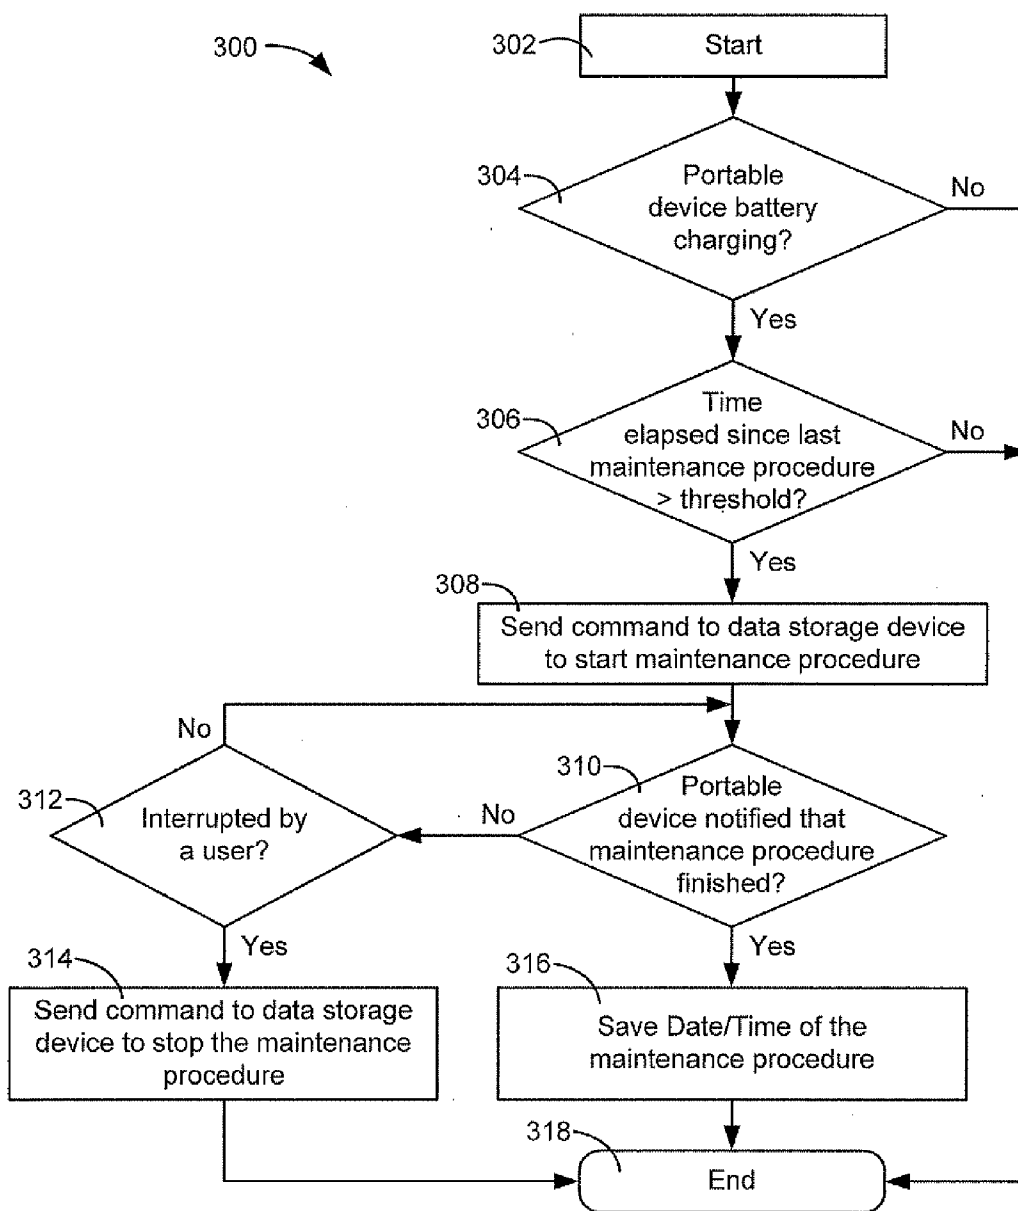 300
302
Start
304
Portable
device battery
charging?
No
Yes
306
Time
elapsed since last
maintenance procedure
> threshold?
No
Yes
308
Send command to data storage device
to start maintenance procedure
No
310
Portable
device notified that
maintenance procedure
finished?
312
Interrupted by
a user?
No
Yes
Yes
314
Send command to data storage
device to stop the maintenance
procedure
316
Save Date/Time of the
maintenance procedure
318
End